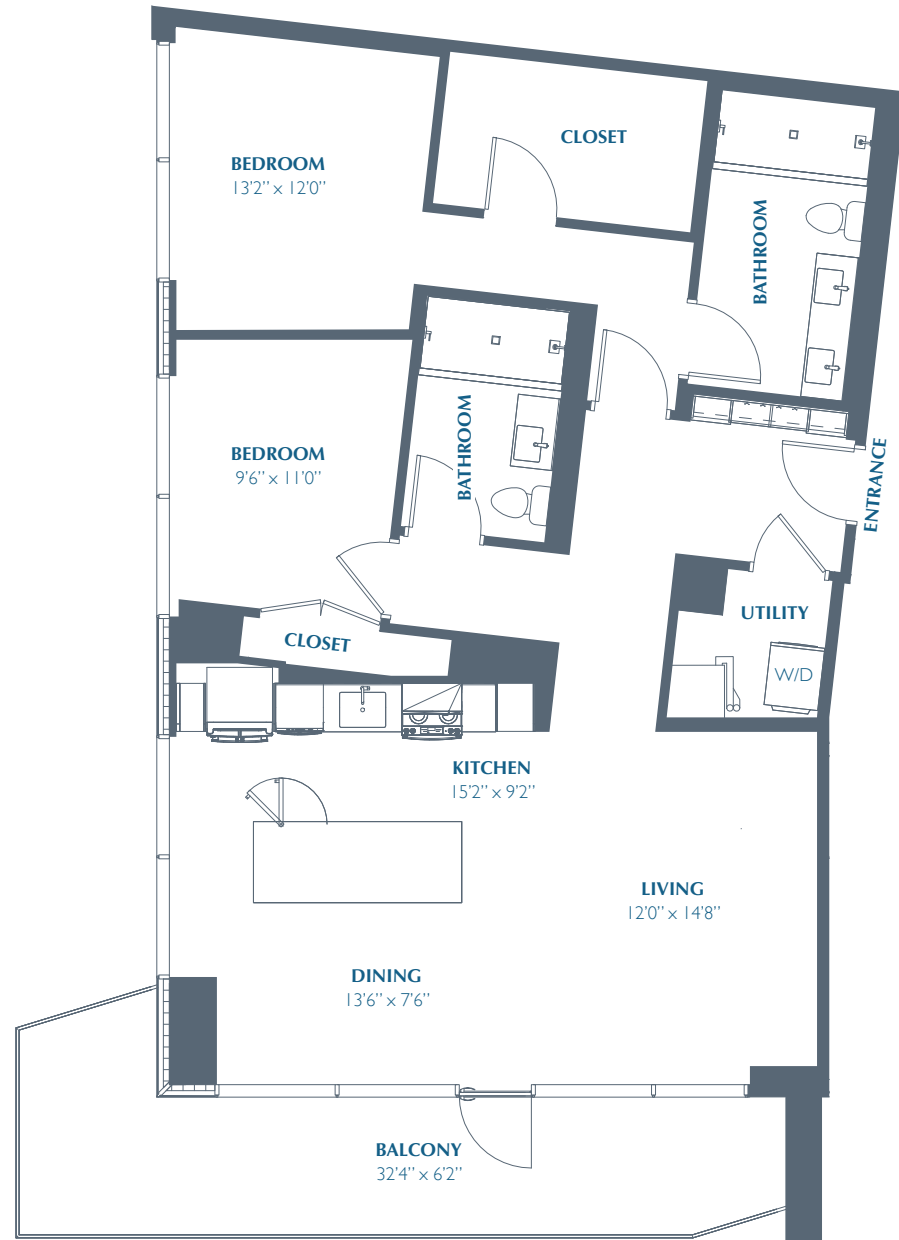 CLOSET
BEDROOM
13’2” x 12’0”
BATHROOM
BEDROOM
9’6” x 11’0”
BATHROOM
ENTRANCE
UTILITY
CLOSET
W/D
KITCHEN
15’2” x 9’2”
LIVING
12’0” x 14’8”
DINING
13’6” x 7’6”
BALCONY
32’4” x 6’2”